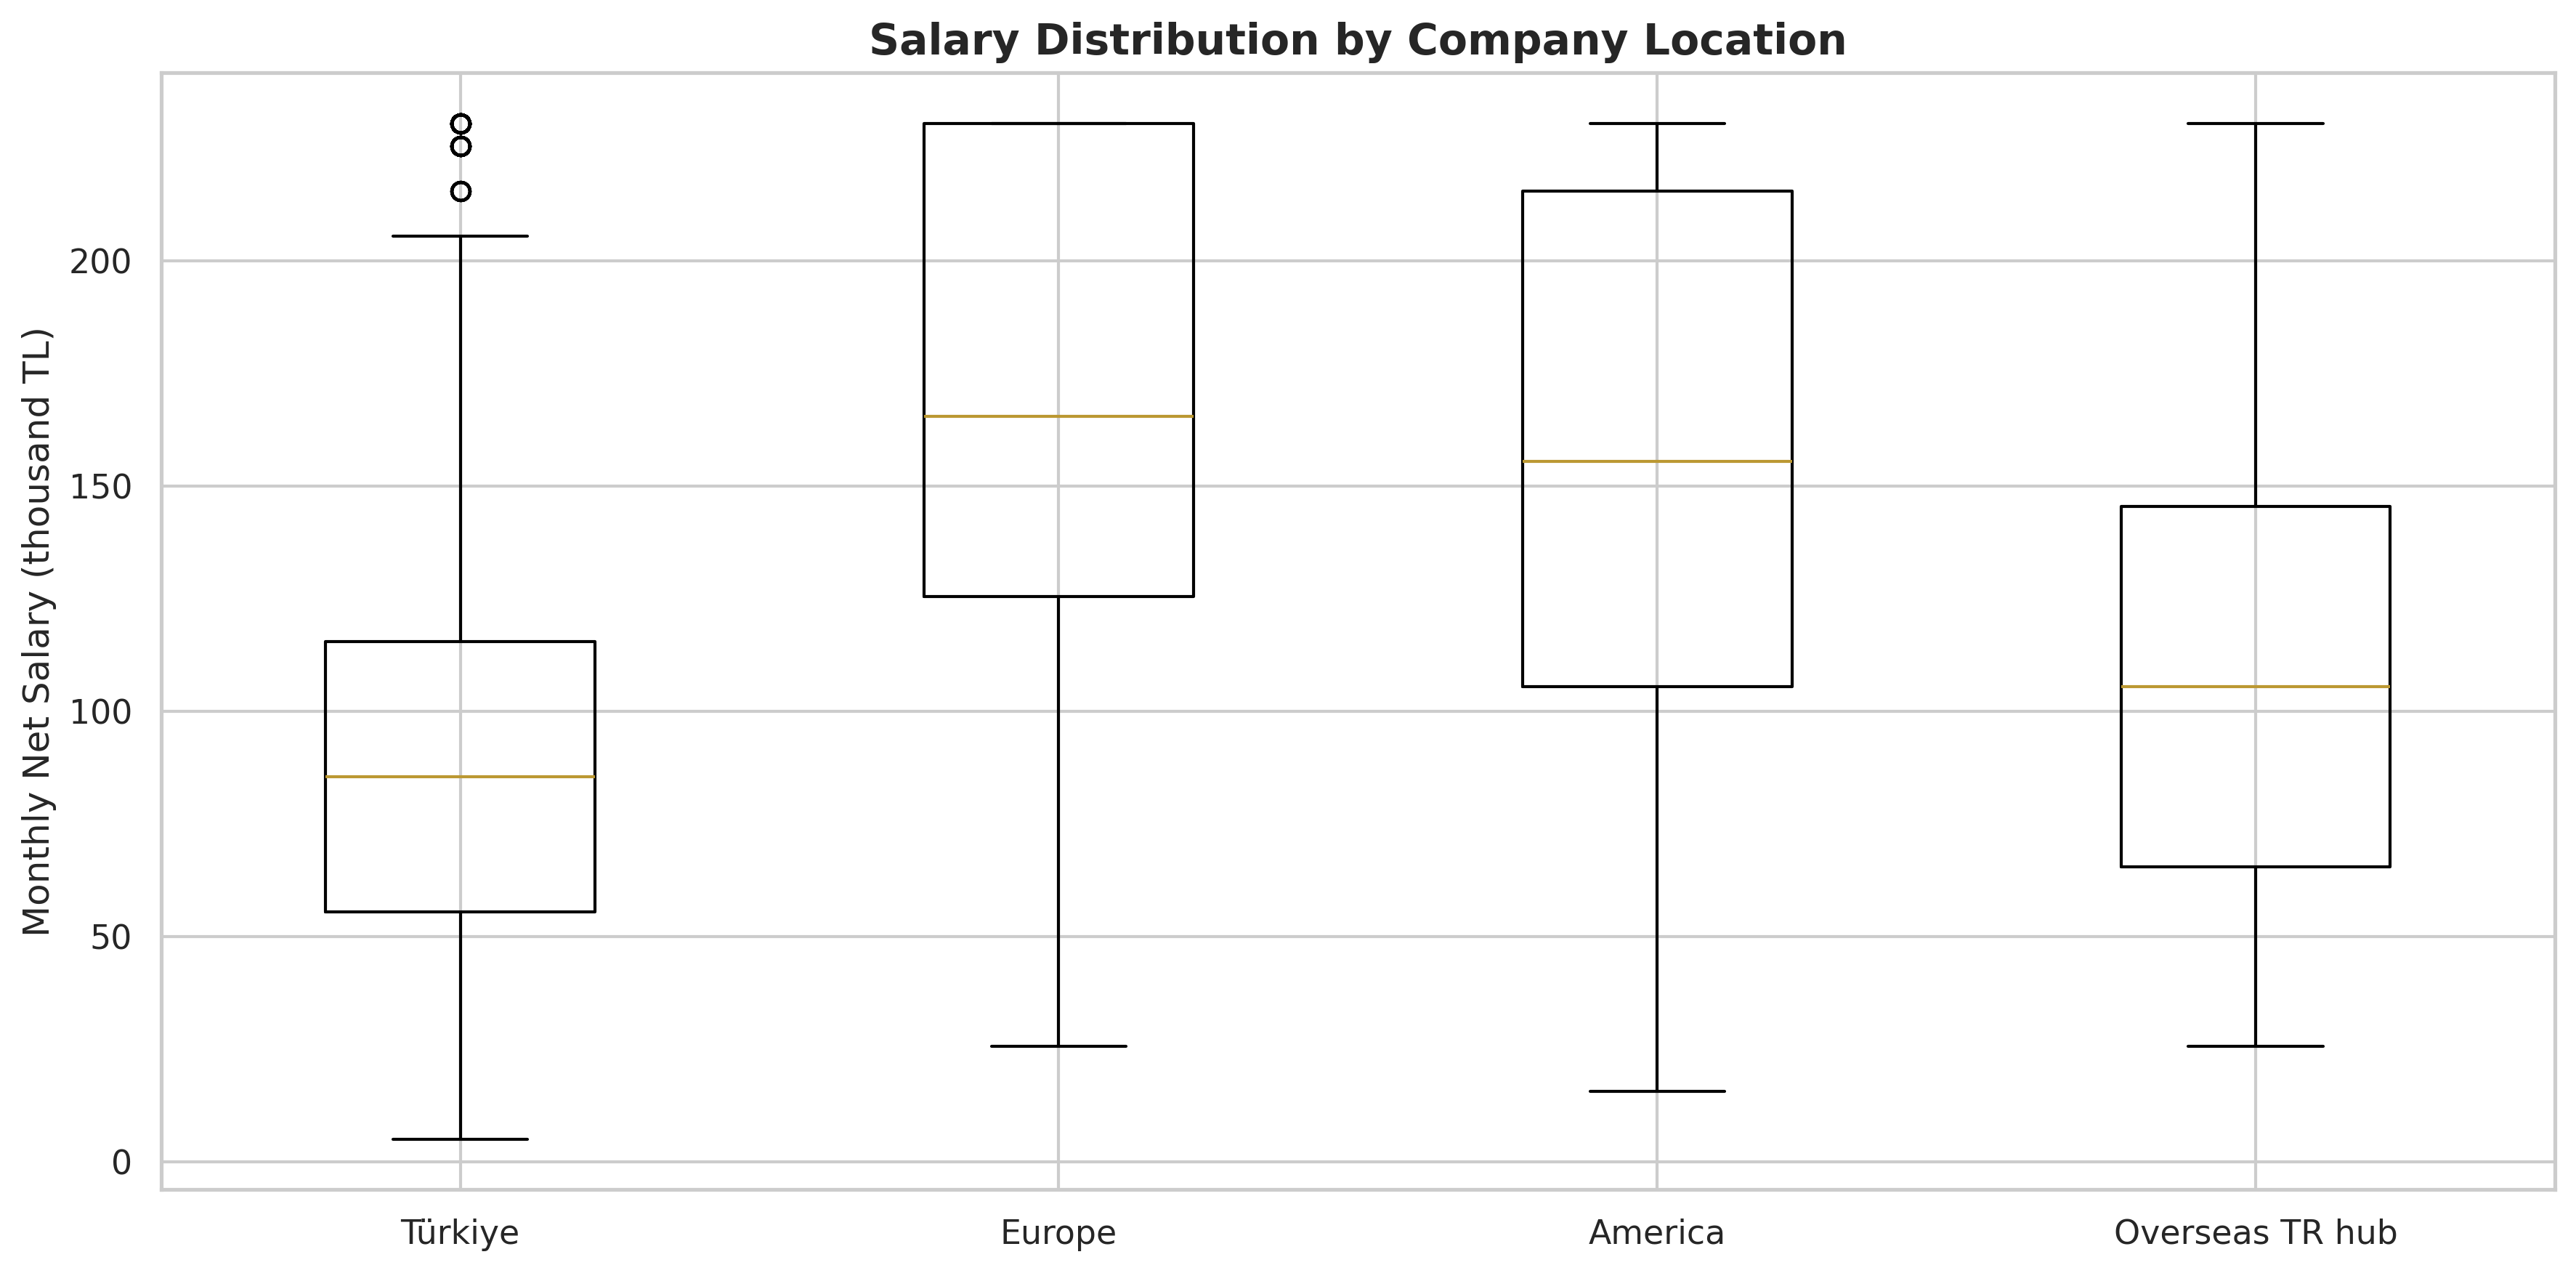 Salary Distribution by Company Location
Monthly Net Salary (thousand TL)
200
150
100
50
0
Türkiye
Europe
America
Overseas TR hub